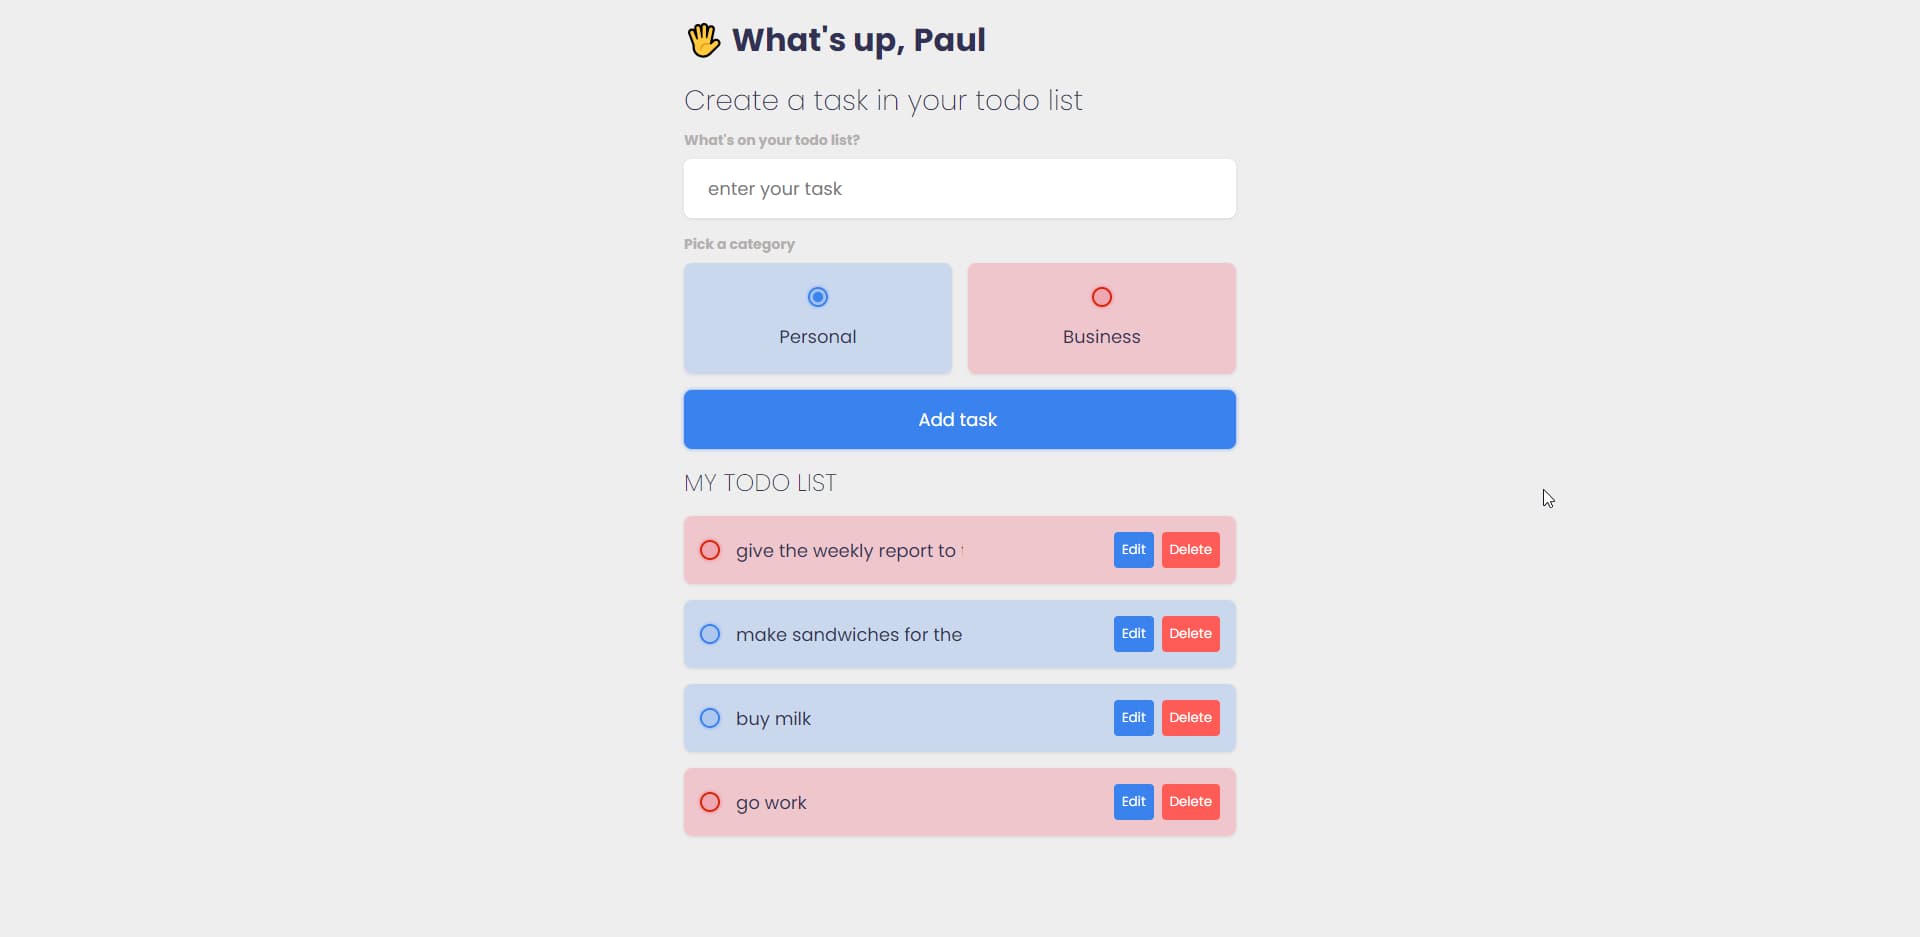 What's up, Paul
Create a task in your todo list
What's on your todo list?
enter your task
Pick a category
Personal
Business
Add task
MY TODO LIST
give the weekly report to
Edit
Delete
make sandwiches for the
Edit
Delete
buy milk
Edit
Delete
go work
Edit
Delete